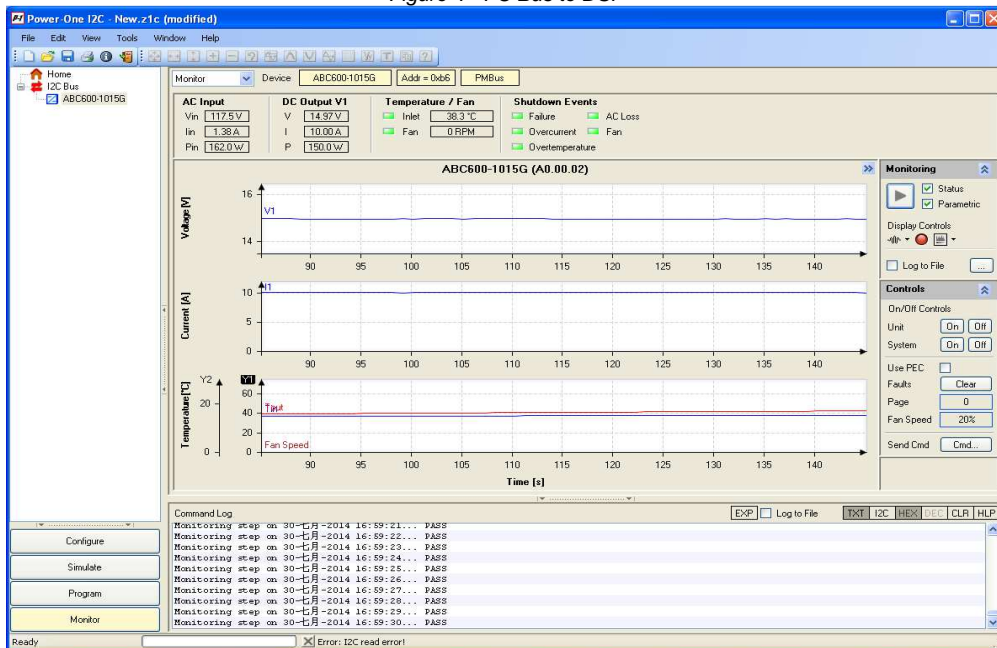 Power-One I2C - New.z1c (modified)
File Edit View Tools Window Help
Home
I2C Bus
ABC600-1015G
Monitor Device ABC600-1015G Addr = 0xb6 PMBus
AC Input DC Output V1 Temperature / Fan Shutdown Events
Vin 117.5 V V 14.97 V Inlet 38.3 °C Failure AC Loss
Iin 1.38 A I 10.00 A Fan 0 RPM Overcurrent Fan
Pin 162.0 W P 150.0 W Overtemperature
ABC600-1015G (A0.00.02)
Voltage [V]
16
V1
14
90 95 100 105 110 115 120 125 130 135 140
Current [A]
10
I1
5
0
90 95 100 105 110 115 120 125 130 135 140
Temperature [°C]
Y2 Y1
60
20 40
20
Fan Speed
0 0
90 95 100 105 110 115 120 125 130 135 140
Time [s]
Monitoring
Status
Parametric
Display Controls
Log to File ...
Controls
On/Off Controls
Unit On Off
System On Off
Use PEC
Faults Clear
Page 0
Fan Speed 20%
Send Cmd Cmd...
Configure
Simulate
Program
Monitor
Command Log EXP Log to File TXT I2C HEX DEC CLR HLP
Monitoring step on 30-七月-2014 16:59:21... PASS
Monitoring step on 30-七月-2014 16:59:22... PASS
Monitoring step on 30-七月-2014 16:59:23... PASS
Monitoring step on 30-七月-2014 16:59:24... PASS
Monitoring step on 30-七月-2014 16:59:25... PASS
Monitoring step on 30-七月-2014 16:59:26... PASS
Monitoring step on 30-七月-2014 16:59:27... PASS
Monitoring step on 30-七月-2014 16:59:28... PASS
Monitoring step on 30-七月-2014 16:59:29... PASS
Monitoring step on 30-七月-2014 16:59:30... PASS
Ready Error: I2C read error!